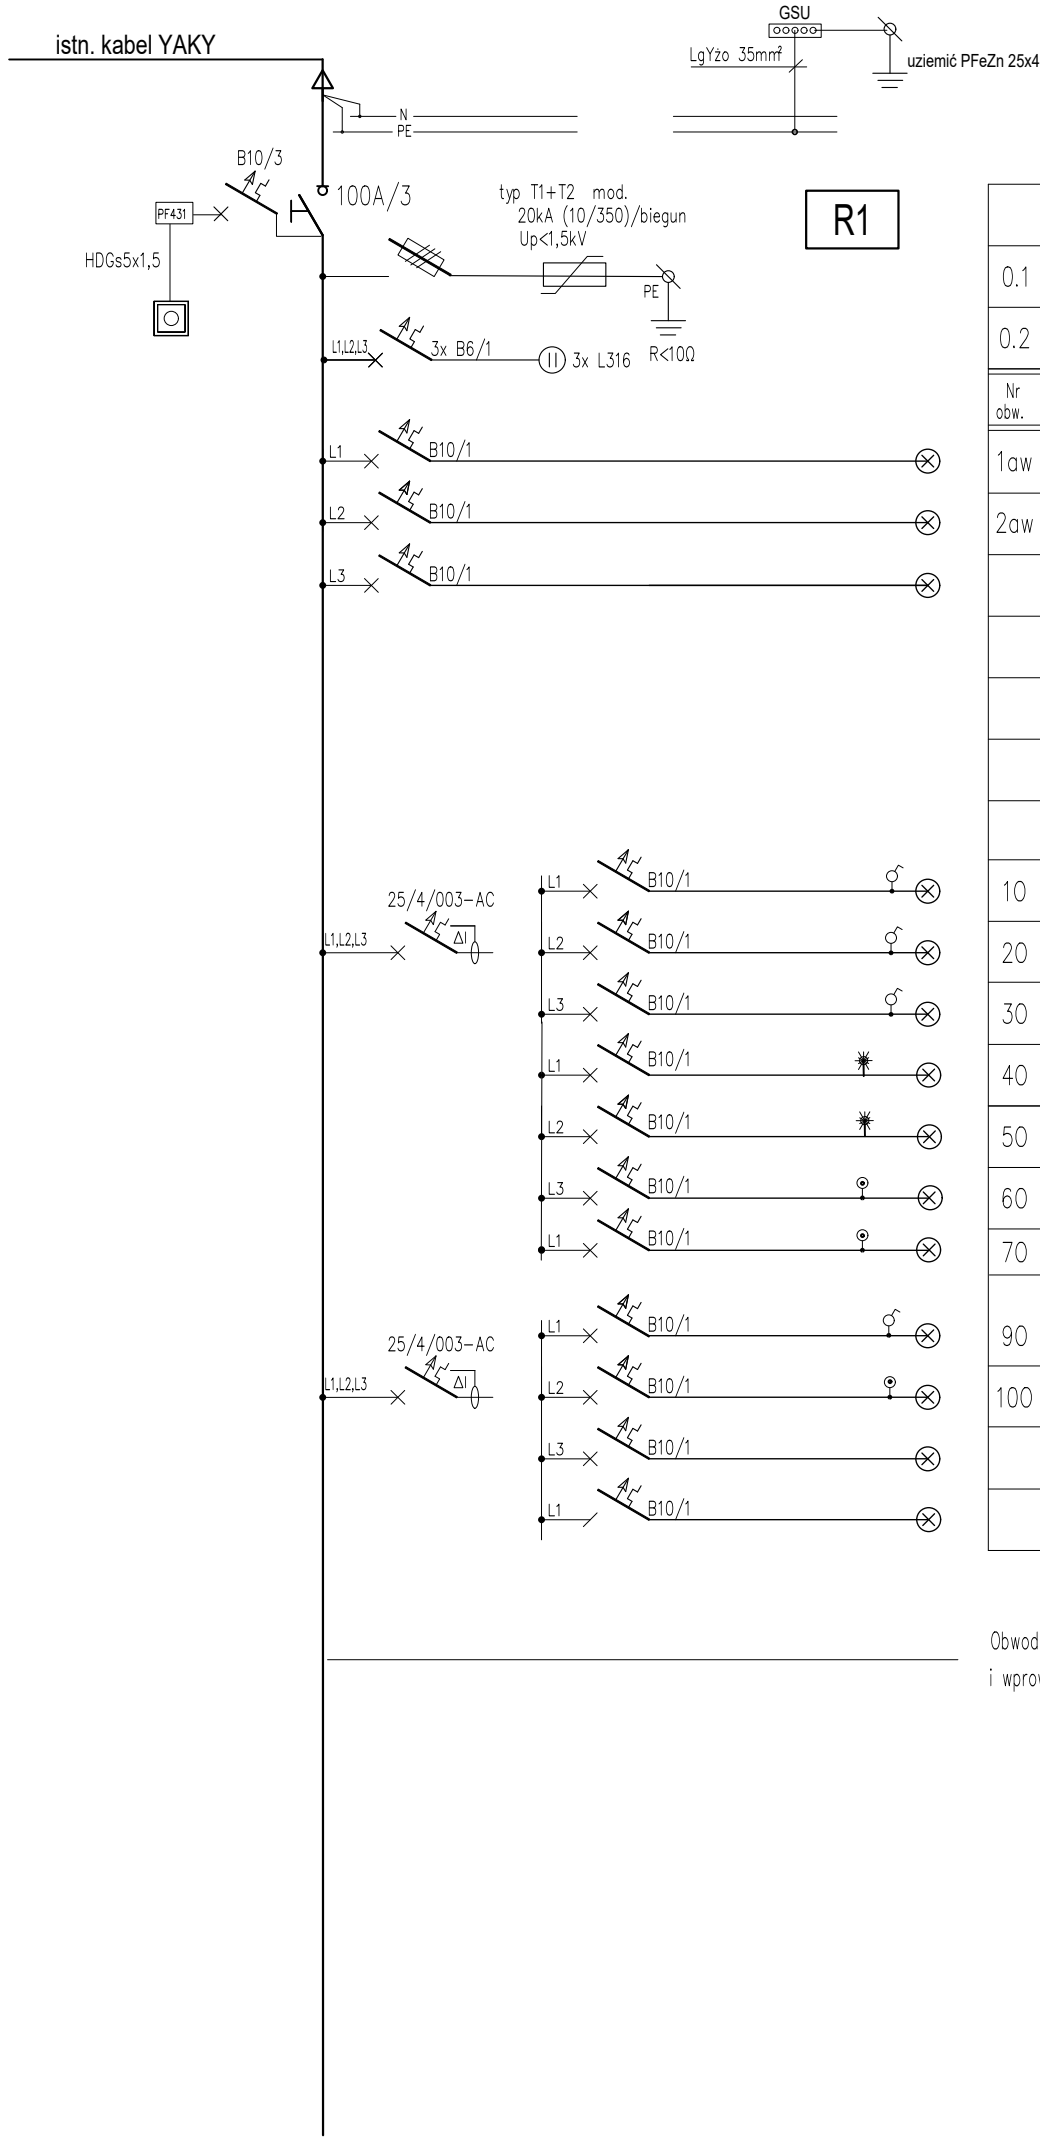 istn. kabel YAKY
GSU
LgYżo 35mm²
uziemić PFeZn 25x4
N
PE
B10/3
100A/3
PF431
HDGs5x1,5
typ T1+T2 mod.
20kA (10/350)/biegun
Up<1,5kV
PE
R<10Ω
R1
0.1
0.2
L1,L2,L3
3x B6/1
3x L316
Nr
obw.
L1
B10/1
1aw
L2
B10/1
2aw
L3
B10/1
25/4/003-AC
L1,L2,L3
ΔI
L1
B10/1
10
L2
B10/1
20
L3
B10/1
30
L1
B10/1
40
L2
B10/1
50
L3
B10/1
60
L1
B10/1
70
25/4/003-AC
L1,L2,L3
ΔI
L1
B10/1
90
L2
B10/1
100
L3
B10/1
L1
B10/1
Obwod
i wprow